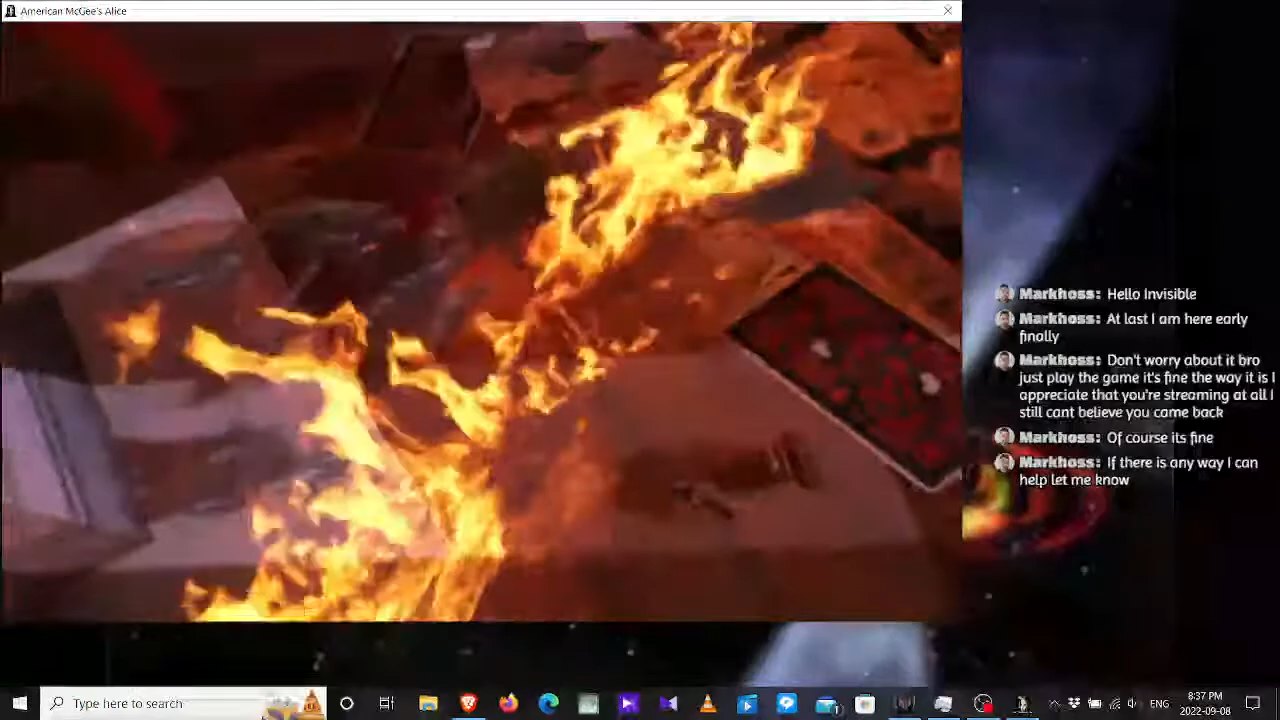 American McGee's Alice
Markhoss: Hello Invisible
Markhoss: At last I am here early
finally
Markhoss: Don't worry about it bro
just play the game it's fine the way it is I
appreciate that you're streaming at all I
still cant believe you came back
Markhoss: Of course its fine
Markhoss: If there is any way I can
help let me know
Type here to search
ENG
8:37 PM
2022-09-08